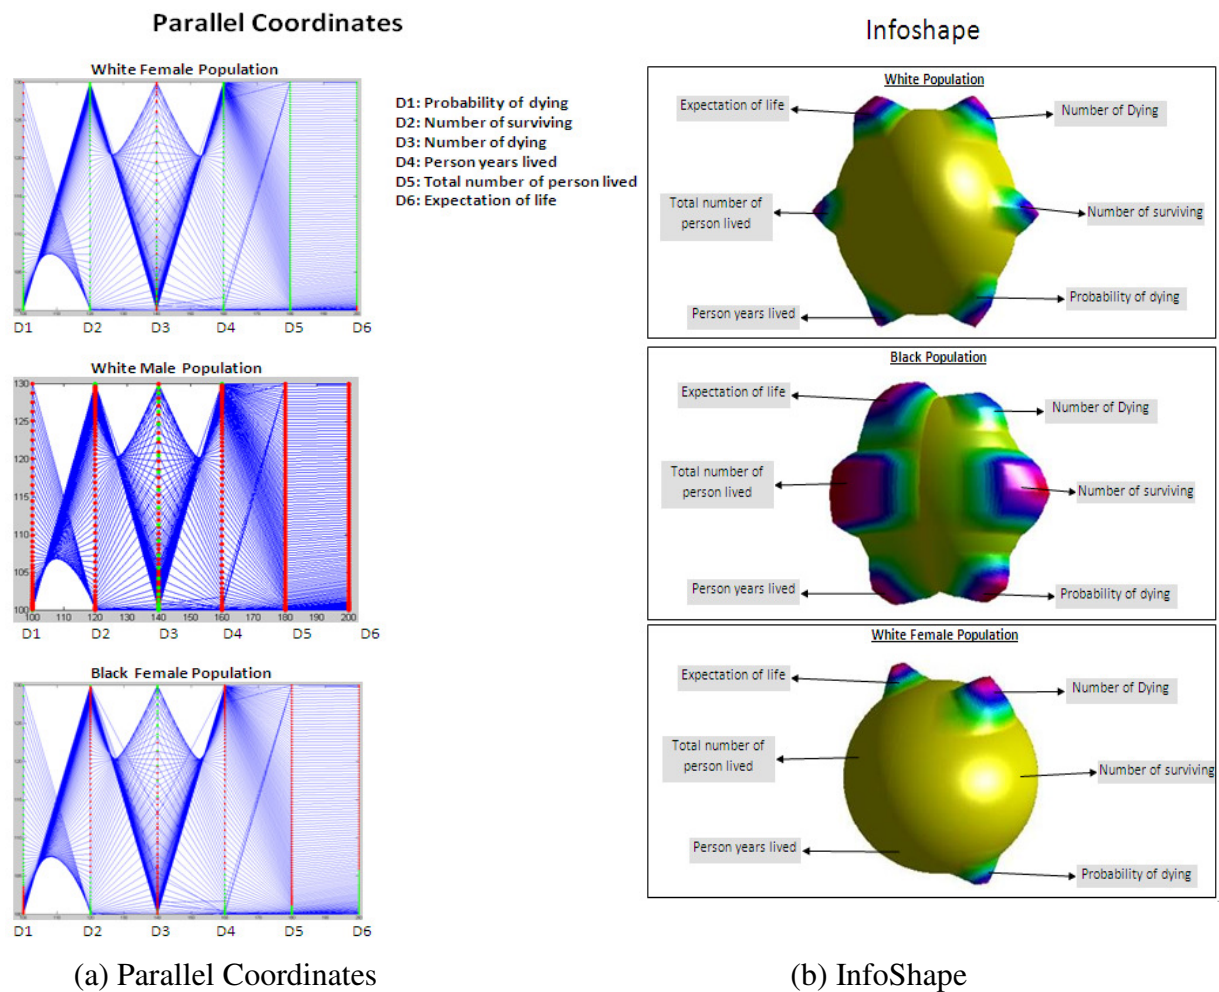 Parallel Coordinates
White Female Population
D1 D2 D3 D4 D5 D6
D1: Probability of dying
D2: Number of surviving
D3: Number of dying
D4: Person years lived
D5: Total number of person lived
D6: Expectation of life
White Male Population
130
125
120
115
110
105
100
100 110 120 130 140 150 160 170 180 190 200
D1 D2 D3 D4 D5 D6
Black Female Population
D1 D2 D3 D4 D5 D6
(a) Parallel Coordinates
Infoshape
White Population
Expectation of life
Number of Dying
Total number of
person lived
Number of surviving
Person years lived
Probability of dying
Black Population
Expectation of life
Number of Dying
Total number of
person lived
Number of surviving
Person years lived
Probability of dying
White Female Population
Expectation of life
Number of Dying
Total number of
person lived
Number of surviving
Person years lived
Probability of dying
(b) InfoShape